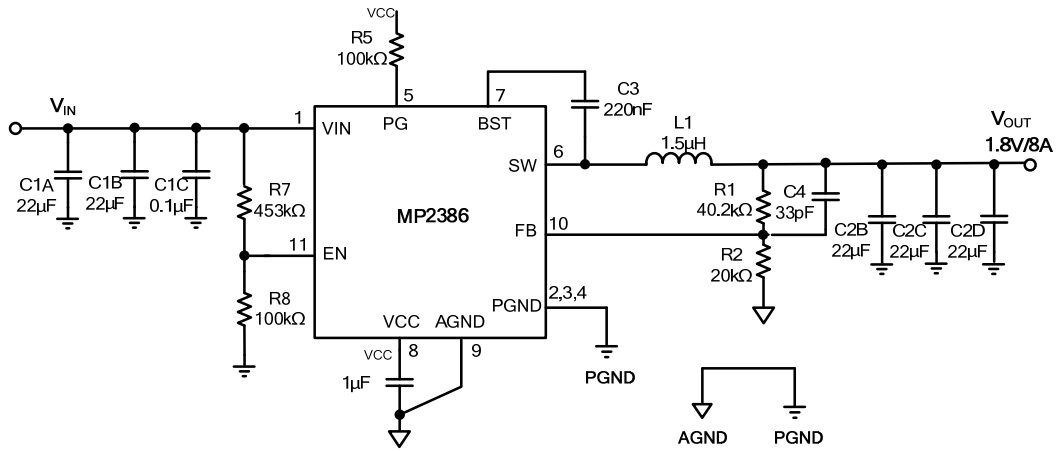 VCC
R5
100kΩ
5
7
C3
220nF
VIN
1
VIN
PG
BST
L1
1.5µH
VOUT
1.8V/8A
6
SW
C1A
22µF
C1B
22µF
C1C
0.1µF
R7
453kΩ
MP2386
R1
40.2kΩ
C4
33pF
10
FB
C2B
22µF
C2C
22µF
C2D
22µF
11
EN
R2
20kΩ
R8
100kΩ
2,3,4
PGND
VCC
AGND
VCC
8
9
1µF
PGND
AGND
PGND